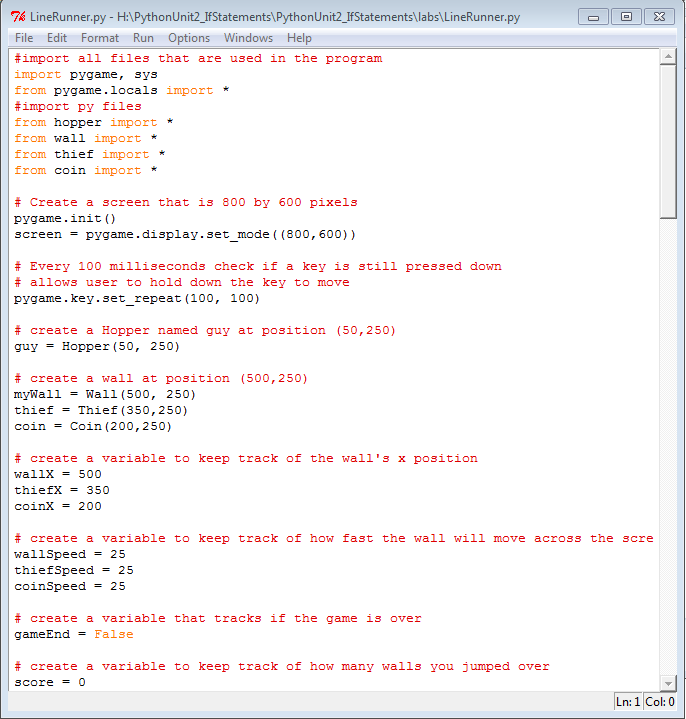 LineRunner.py - H:\PythonUnit2_IfStatements\PythonUnit2_IfStatements\labs\LineRunner.py
File Edit Format Run Options Windows Help
#import all files that are used in the program
import pygame, sys
from pygame.locals import *
#import py files
from hopper import *
from wall import *
from thief import *
from coin import *

# Create a screen that is 800 by 600 pixels
pygame.init()
screen = pygame.display.set_mode((800,600))

# Every 100 milliseconds check if a key is still pressed down
# allows user to hold down the key to move
pygame.key.set_repeat(100, 100)

# create a Hopper named guy at position (50,250)
guy = Hopper(50, 250)

# create a wall at position (500,250)
myWall = Wall(500, 250)
thief = Thief(350,250)
coin = Coin(200,250)

# create a variable to keep track of the wall's x position
wallX = 500
thiefX = 350
coinX = 200

# create a variable to keep track of how fast the wall will move across the scre
wallSpeed = 25
thiefSpeed = 25
coinSpeed = 25

# create a variable that tracks if the game is over
gameEnd = False

# create a variable to keep track of how many walls you jumped over
score = 0
Ln: 1 Col: 0